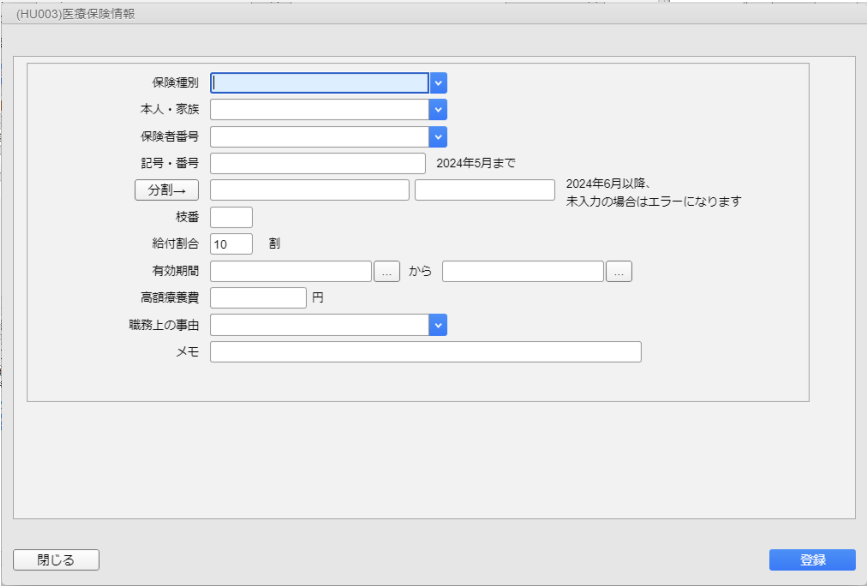 (HU003)医療保険情報
保険種別
本人・家族
保険者番号
記号・番号 2024年5月まで
分割→ 2024年6月以降、
未入力の場合はエラーになります
枝番
給付割合 10 割
有効期間 ... から ...
高額療養費 円
職務上の事由
メモ
閉じる 登録